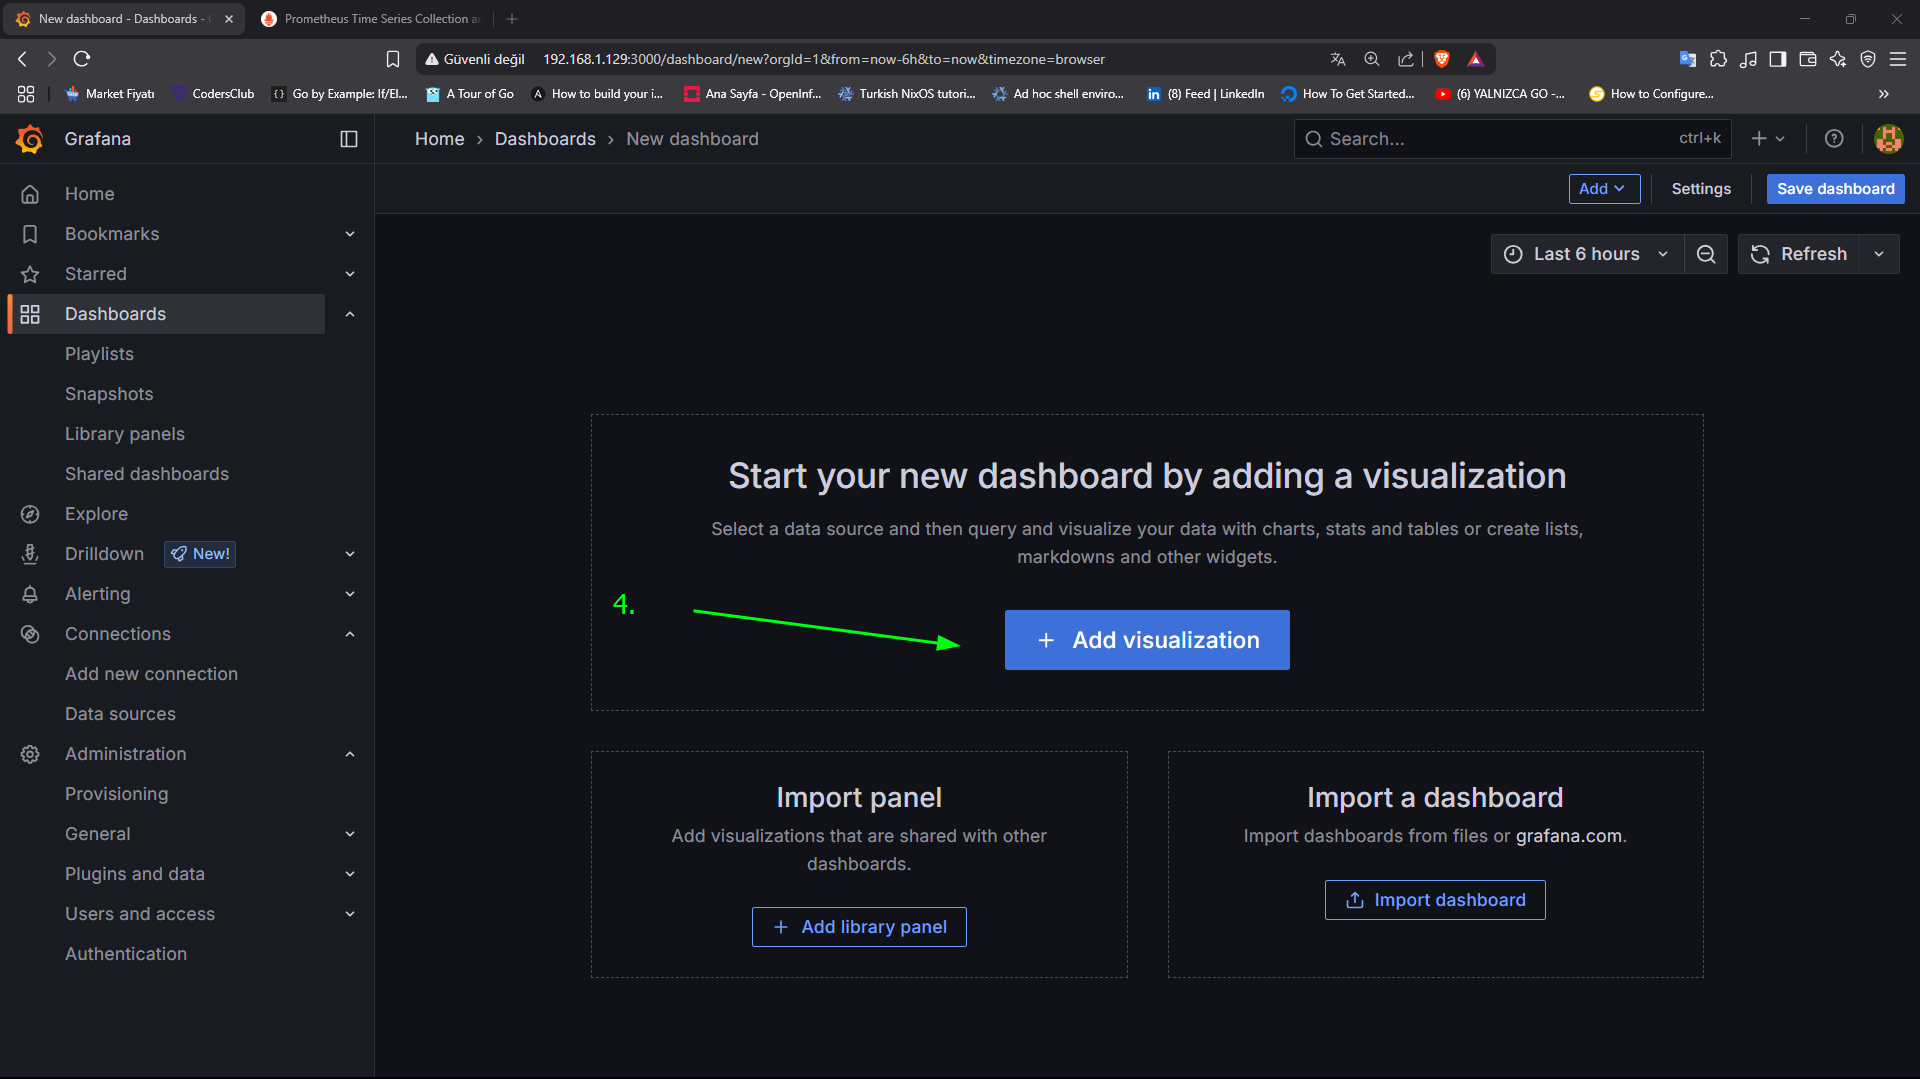 New dashboard - Dashboards -
Prometheus Time Series Collection
Güvenli değil 192.168.1.129:3000/dashboard/new?orgId=1&from=now-6h&to=now&timezone=browser
Market Fiyatı
CodersClub
Go by Example: If/El...
A Tour of Go
How to build your i...
Ana Sayfa - OpenInf...
Turkish NixOS tutori...
Ad hoc shell enviro...
(8) Feed | LinkedIn
How To Get Started...
(6) YALNIZCA GO -...
How to Configure...
Grafana
Home › Dashboards › New dashboard
Search... ctrl+k
Add
Settings
Save dashboard
Last 6 hours
Refresh
Home
Bookmarks
Starred
Dashboards
Playlists
Snapshots
Library panels
Shared dashboards
Explore
Drilldown New!
Alerting
Connections
Add new connection
Data sources
Administration
Provisioning
General
Plugins and data
Users and access
Authentication
Start your new dashboard by adding a visualization
Select a data source and then query and visualize your data with charts, stats and tables or create lists,
markdowns and other widgets.
4.
+ Add visualization
Import panel
Add visualizations that are shared with other
dashboards.
+ Add library panel
Import a dashboard
Import dashboards from files or grafana.com.
Import dashboard